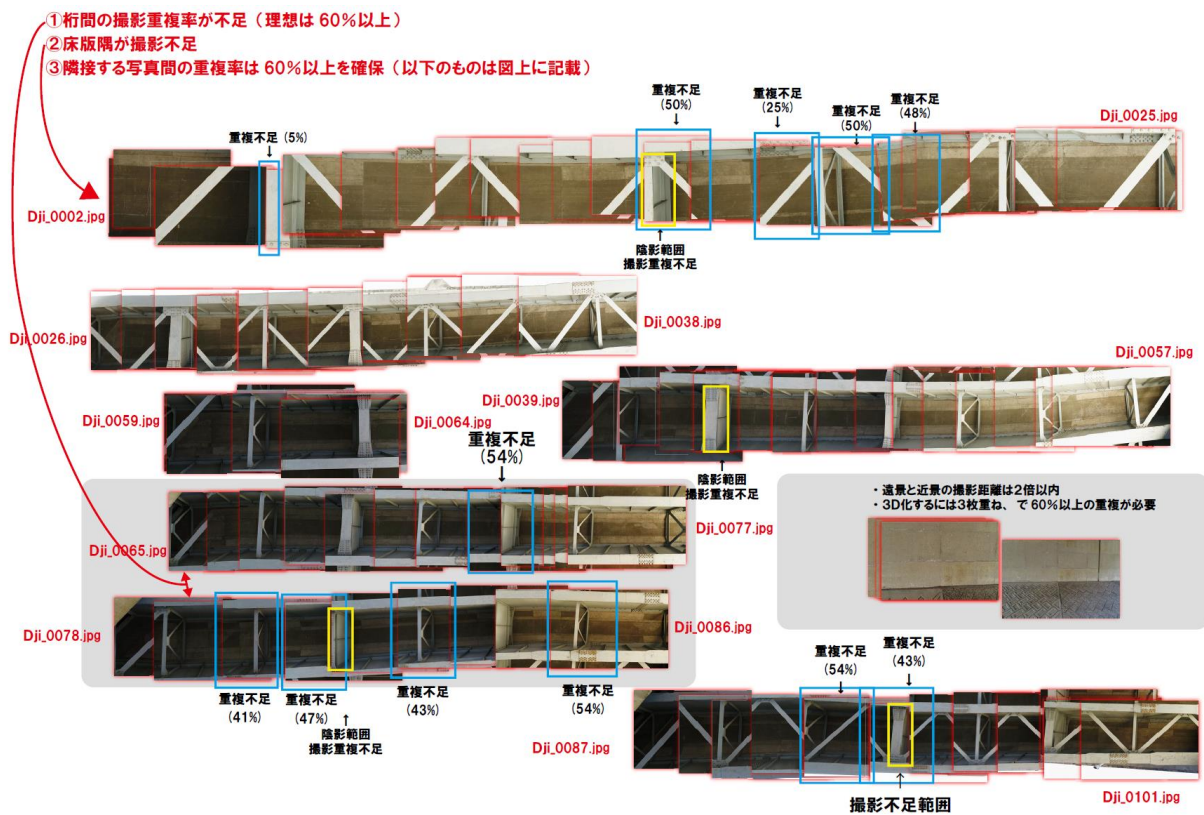 ①桁間の撮影重複率が不足（理想は60％以上）
②床版隅が撮影不足
③隣接する写真間の重複率は60％以上を確保（以下のものは図上に記載）
重複不足（5％）
重複不足
（50％）
重複不足
（25％）
重複不足
（50％）
重複不足
（48％）
Dji_0025.jpg
Dji_0002.jpg
陰影範囲
撮影重複不足
Dji_0026.jpg
Dji_0038.jpg
Dji_0057.jpg
Dji_0039.jpg
Dji_0059.jpg
Dji_0064.jpg
重複不足
（54％）
陰影範囲
撮影重複不足
・遠景と近景の撮影距離は2倍以内
・3D化するには3枚重ね、で60％以上の重複が必要
Dji_0065.jpg
Dji_0077.jpg
Dji_0078.jpg
Dji_0086.jpg
重複不足
（41％）
重複不足
（47％）
陰影範囲
撮影重複不足
重複不足
（43％）
重複不足
（54％）
重複不足
（54％）
重複不足
（43％）
Dji_0087.jpg
撮影不足範囲
Dji_0101.jpg